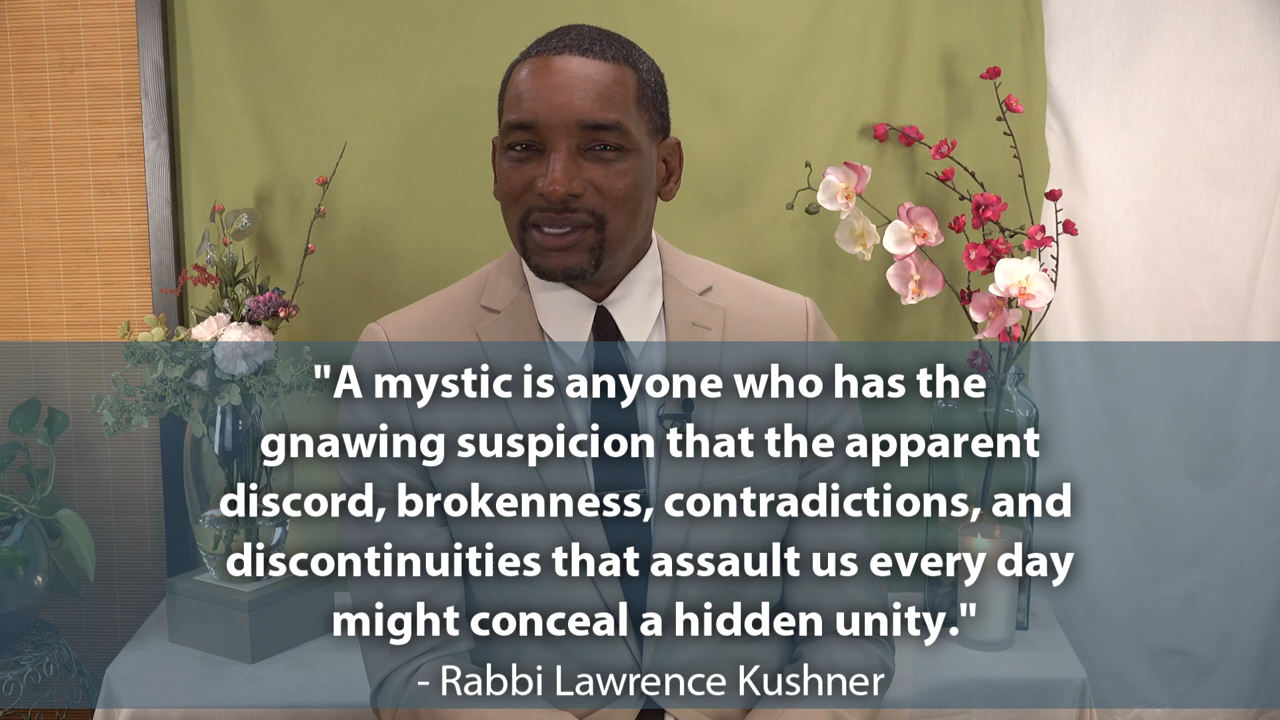 "A mystic is anyone who has the
gnawing suspicion that the apparent
discord, brokenness, contradictions, and
discontinuities that assault us every day
might conceal a hidden unity."
- Rabbi Lawrence Kushner